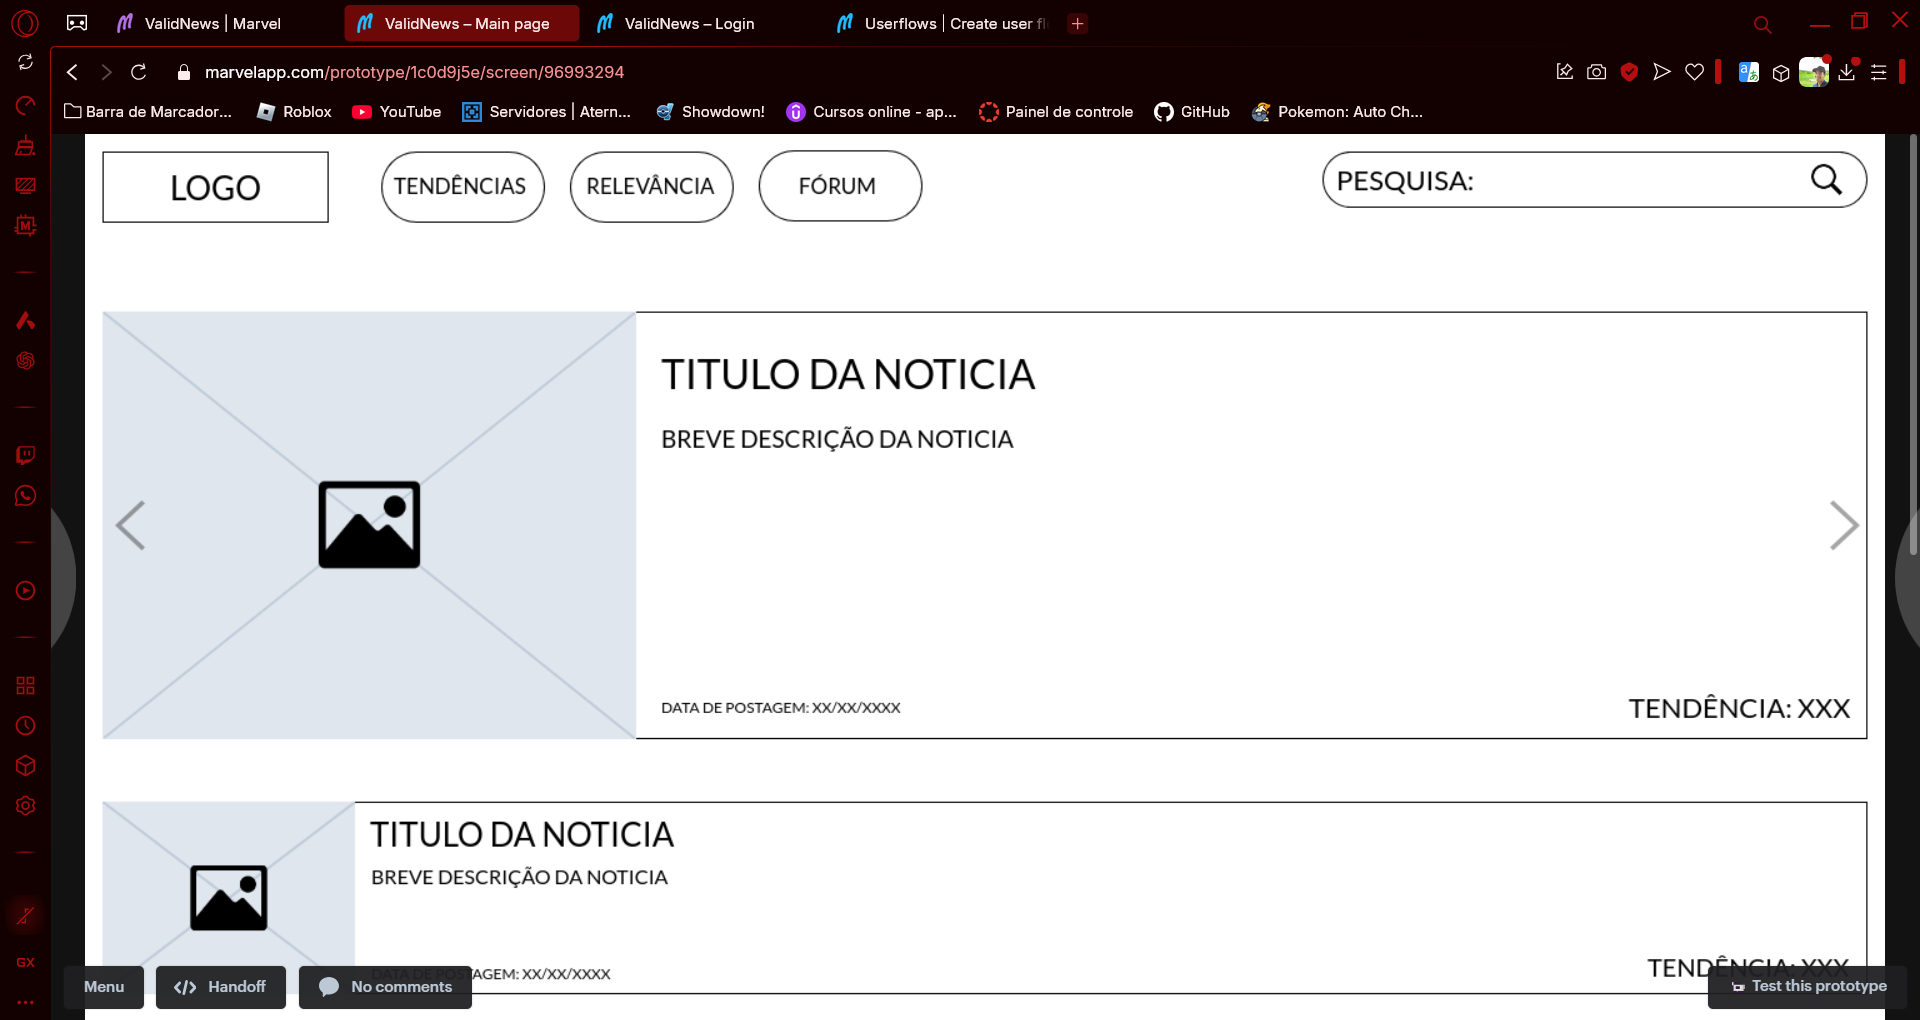 ValidNews | Marvel
ValidNews – Main page
ValidNews – Login
Userflows | Create user fl
marvelapp.com/prototype/1c0d9j5e/screen/96993294
Barra de Marcador...
Roblox
YouTube
Servidores | Atern...
Showdown!
Cursos online - ap...
Painel de controle
GitHub
Pokemon: Auto Ch...
LOGO
TENDÊNCIAS
RELEVÂNCIA
FÓRUM
PESQUISA:
TITULO DA NOTICIA
BREVE DESCRIÇÃO DA NOTICIA
DATA DE POSTAGEM: XX/XX/XXXX
TENDÊNCIA: XXX
TITULO DA NOTICIA
BREVE DESCRIÇÃO DA NOTICIA
DATA DE POSTAGEM: XX/XX/XXXX
TENDÊNCIA: XXX
GX
Menu
</> Handoff
No comments
Test this prototype